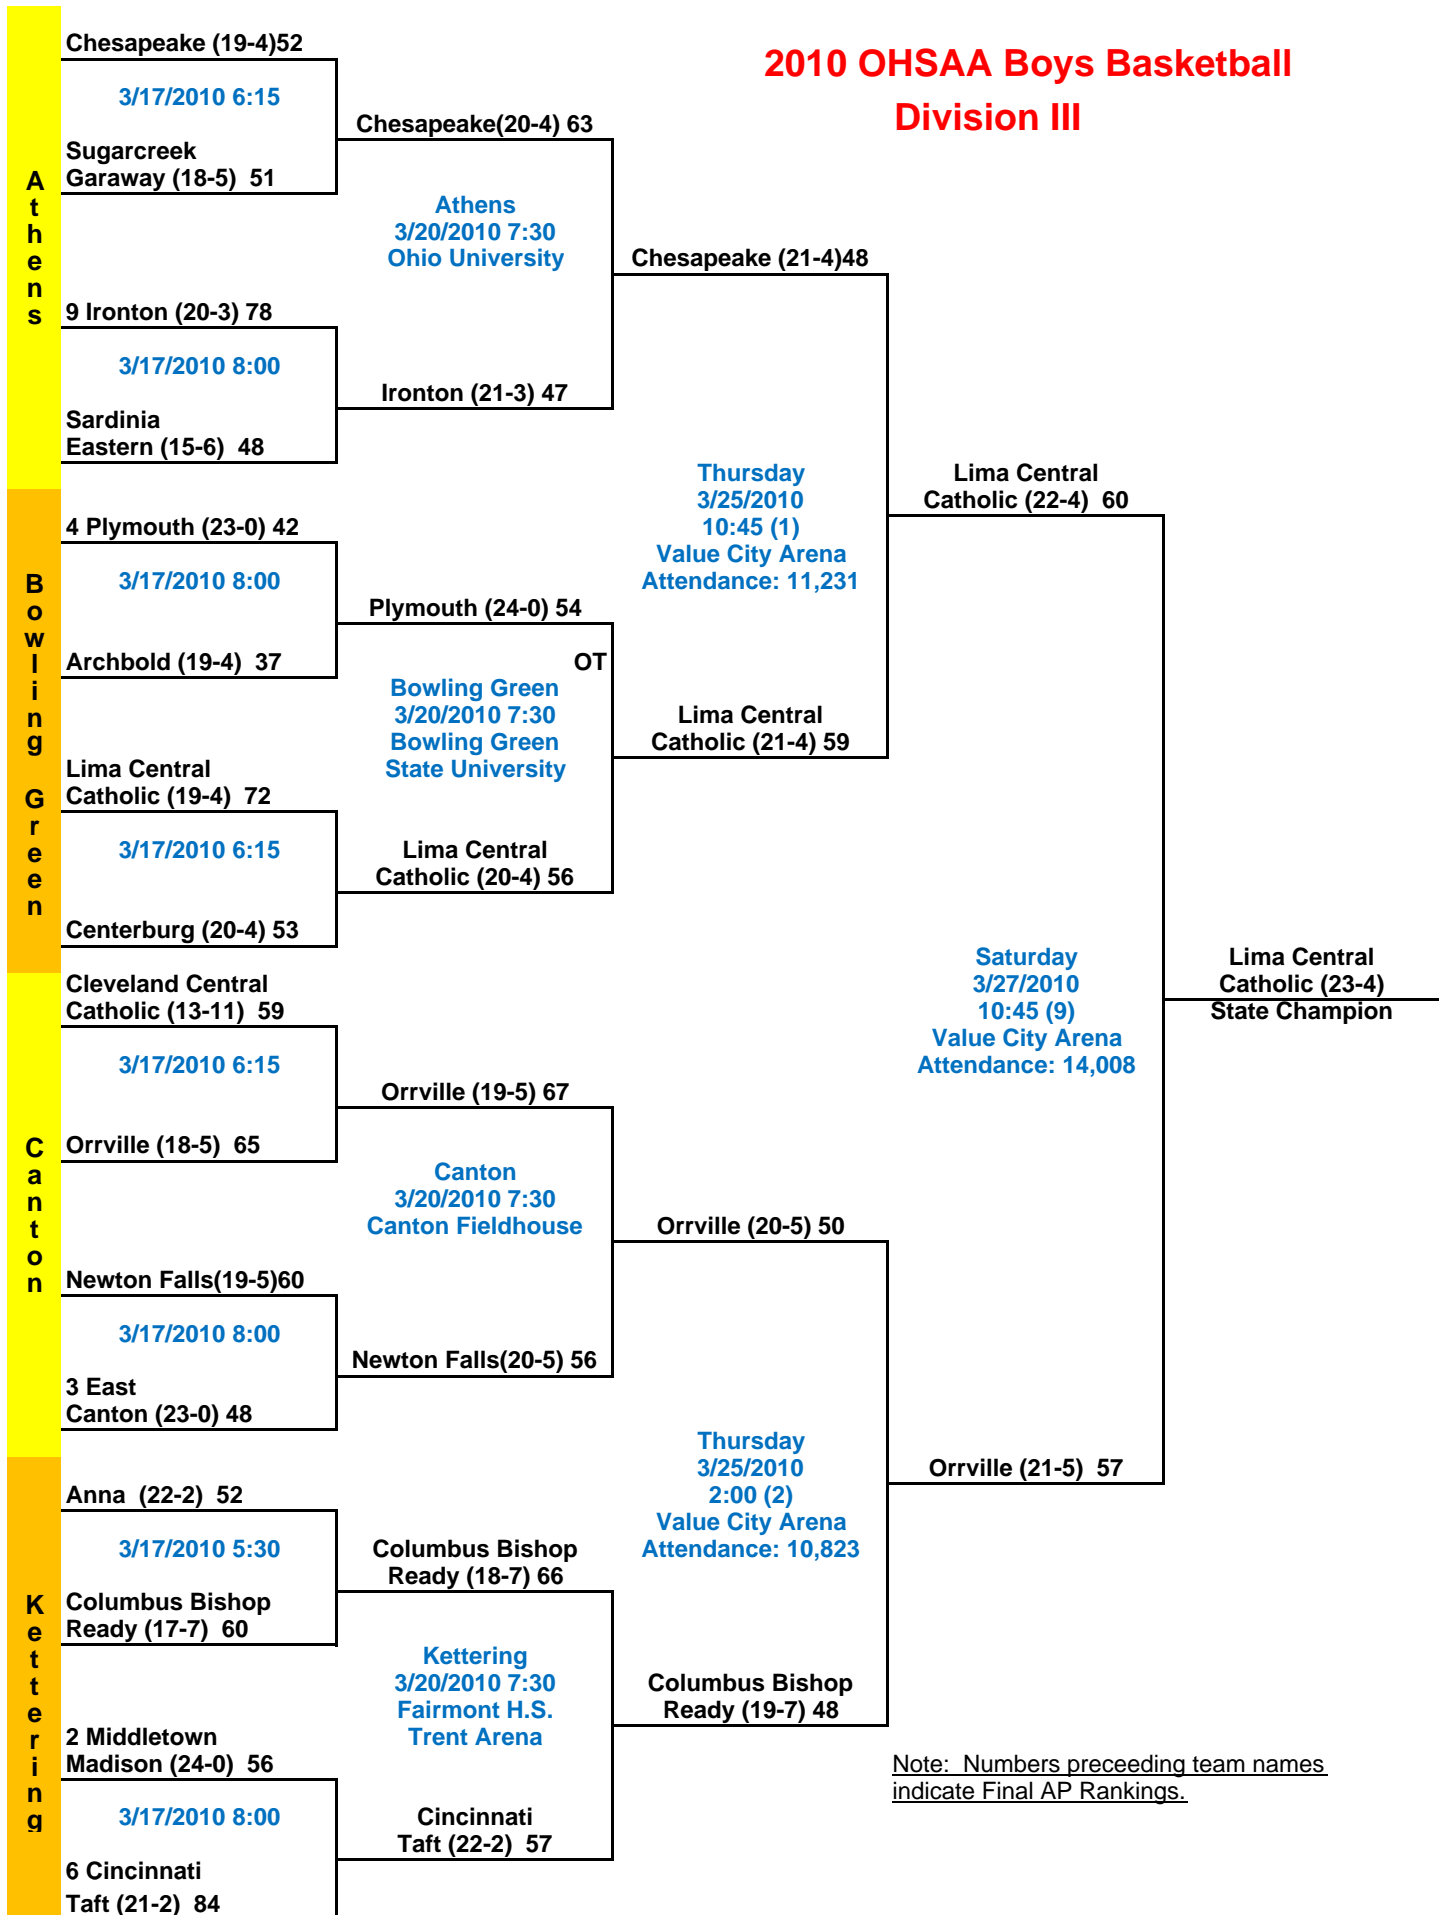 2010 OHSAA Boys Basketball
Division III
Athens
Chesapeake (19-4)52
3/17/2010 6:15
Sugarcreek
Garaway (18-5)  51
9 Ironton (20-3) 78
3/17/2010 8:00
Sardinia
Eastern (15-6)  48
Chesapeake(20-4) 63
Athens
3/20/2010 7:30
Ohio University
Ironton (21-3) 47
Bowling Green
4 Plymouth (23-0) 42
3/17/2010 8:00
Archbold (19-4)  37
Lima Central
Catholic (19-4)  72
3/17/2010 6:15
Centerburg (20-4) 53
Plymouth (24-0) 54
OT
Bowling Green
3/20/2010 7:30
Bowling Green
State University
Lima Central
Catholic (20-4) 56
Chesapeake (21-4)48
Thursday
3/25/2010
10:45 (1)
Value City Arena
Attendance: 11,231
Lima Central
Catholic (21-4) 59
Canton
Cleveland Central
Catholic (13-11)  59
3/17/2010 6:15
Orrville (18-5)  65
Newton Falls(19-5)60
3/17/2010 8:00
3 East
Canton (23-0) 48
Orrville (19-5) 67
Canton
3/20/2010 7:30
Canton Fieldhouse
Newton Falls(20-5) 56
Kettering
Anna  (22-2)  52
3/17/2010 5:30
Columbus Bishop
Ready (17-7)  60
2 Middletown
Madison (24-0)  56
3/17/2010 8:00
6 Cincinnati
Taft (21-2)  84
Columbus Bishop
Ready (18-7) 66
Kettering
3/20/2010 7:30
Fairmont H.S.
Trent Arena
Cincinnati
Taft (22-2)  57
Orrville (20-5) 50
Thursday
3/25/2010
2:00 (2)
Value City Arena
Attendance: 10,823
Columbus Bishop
Ready (19-7) 48
Lima Central
Catholic (22-4)  60
Saturday
3/27/2010
10:45 (9)
Value City Arena
Attendance: 14,008
Orrville (21-5)  57
Lima Central
Catholic (23-4)
State Champion
Note:  Numbers preceeding team names
indicate Final AP Rankings.